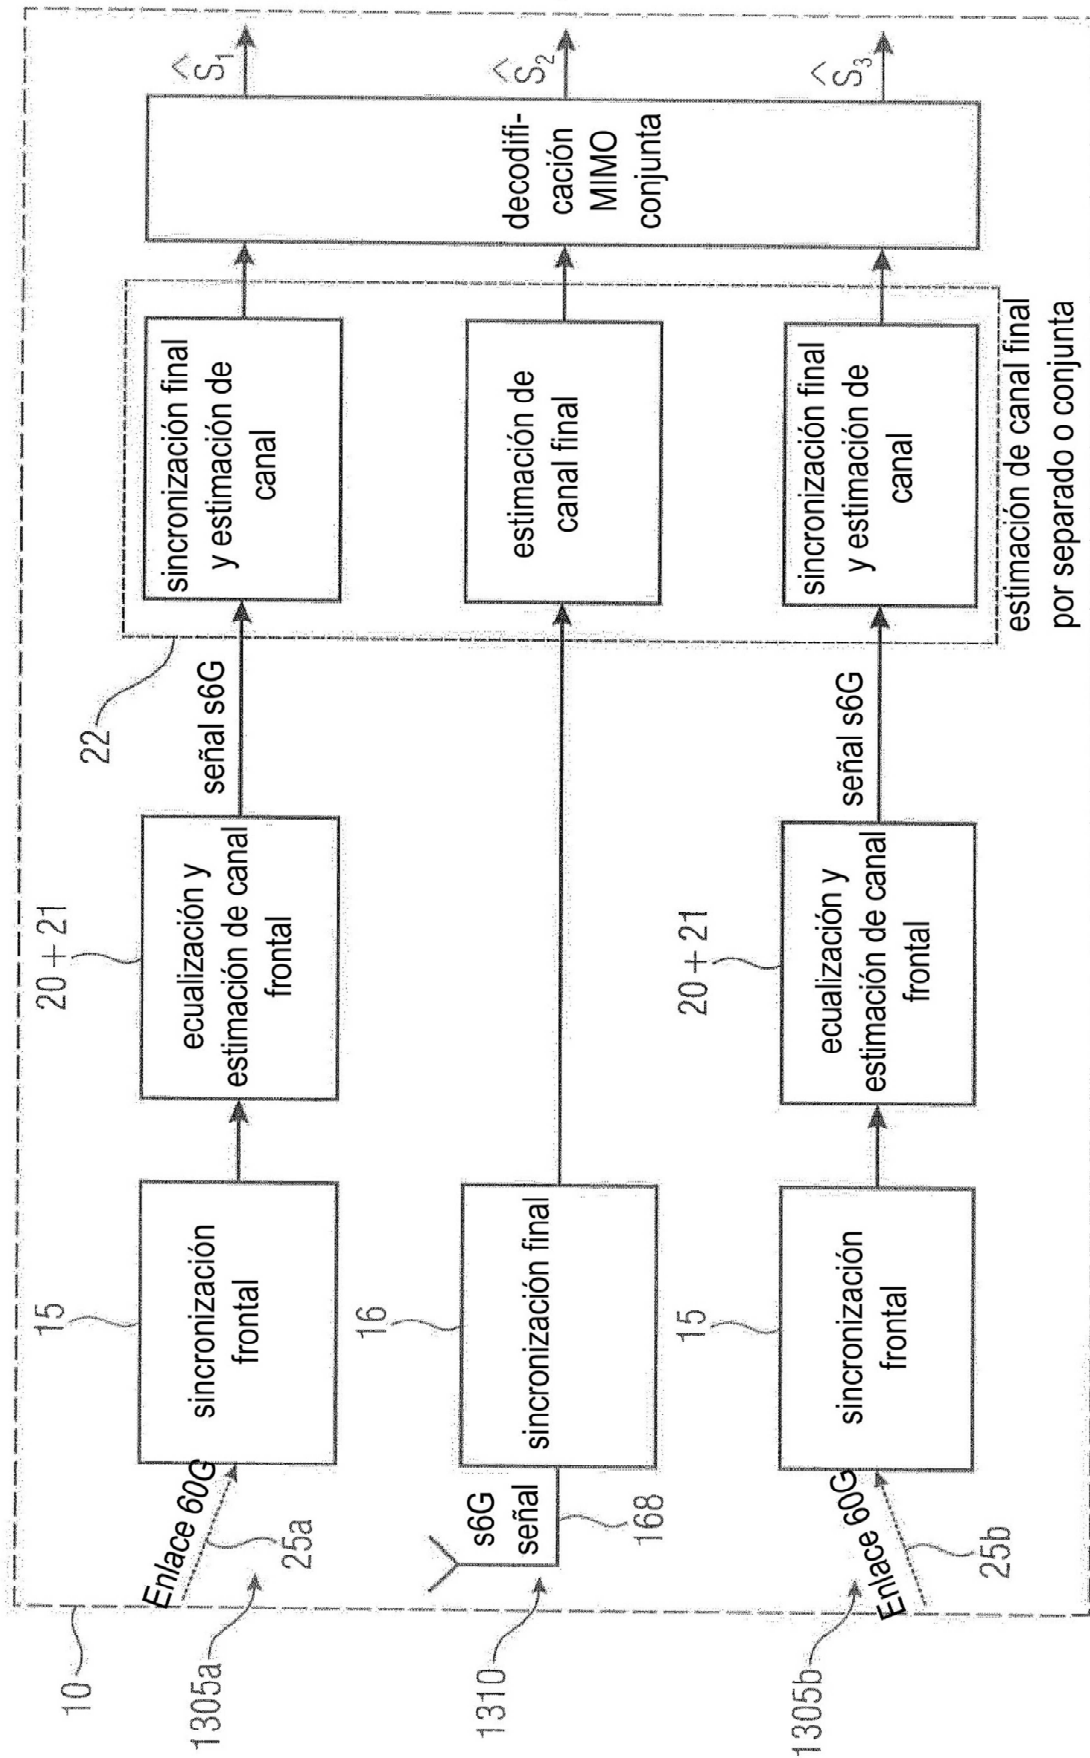 10
1305a
Enlace 60G
25a
15
sincronización
frontal
20+21
ecualización y
estimación de canal
frontal
señal s6G
22
sincronización final
y estimación de
canal
Ŝ1
1310
s6G
señal
168
16
sincronización final
estimación de
canal final
decodifi-
cación
MIMO
conjunta
Ŝ2
1305b
Enlace 60G
25b
15
sincronización
frontal
20+21
ecualización y
estimación de canal
frontal
señal s6G
sincronización final
y estimación de
canal
Ŝ3
estimación de canal final
por separado o conjunta